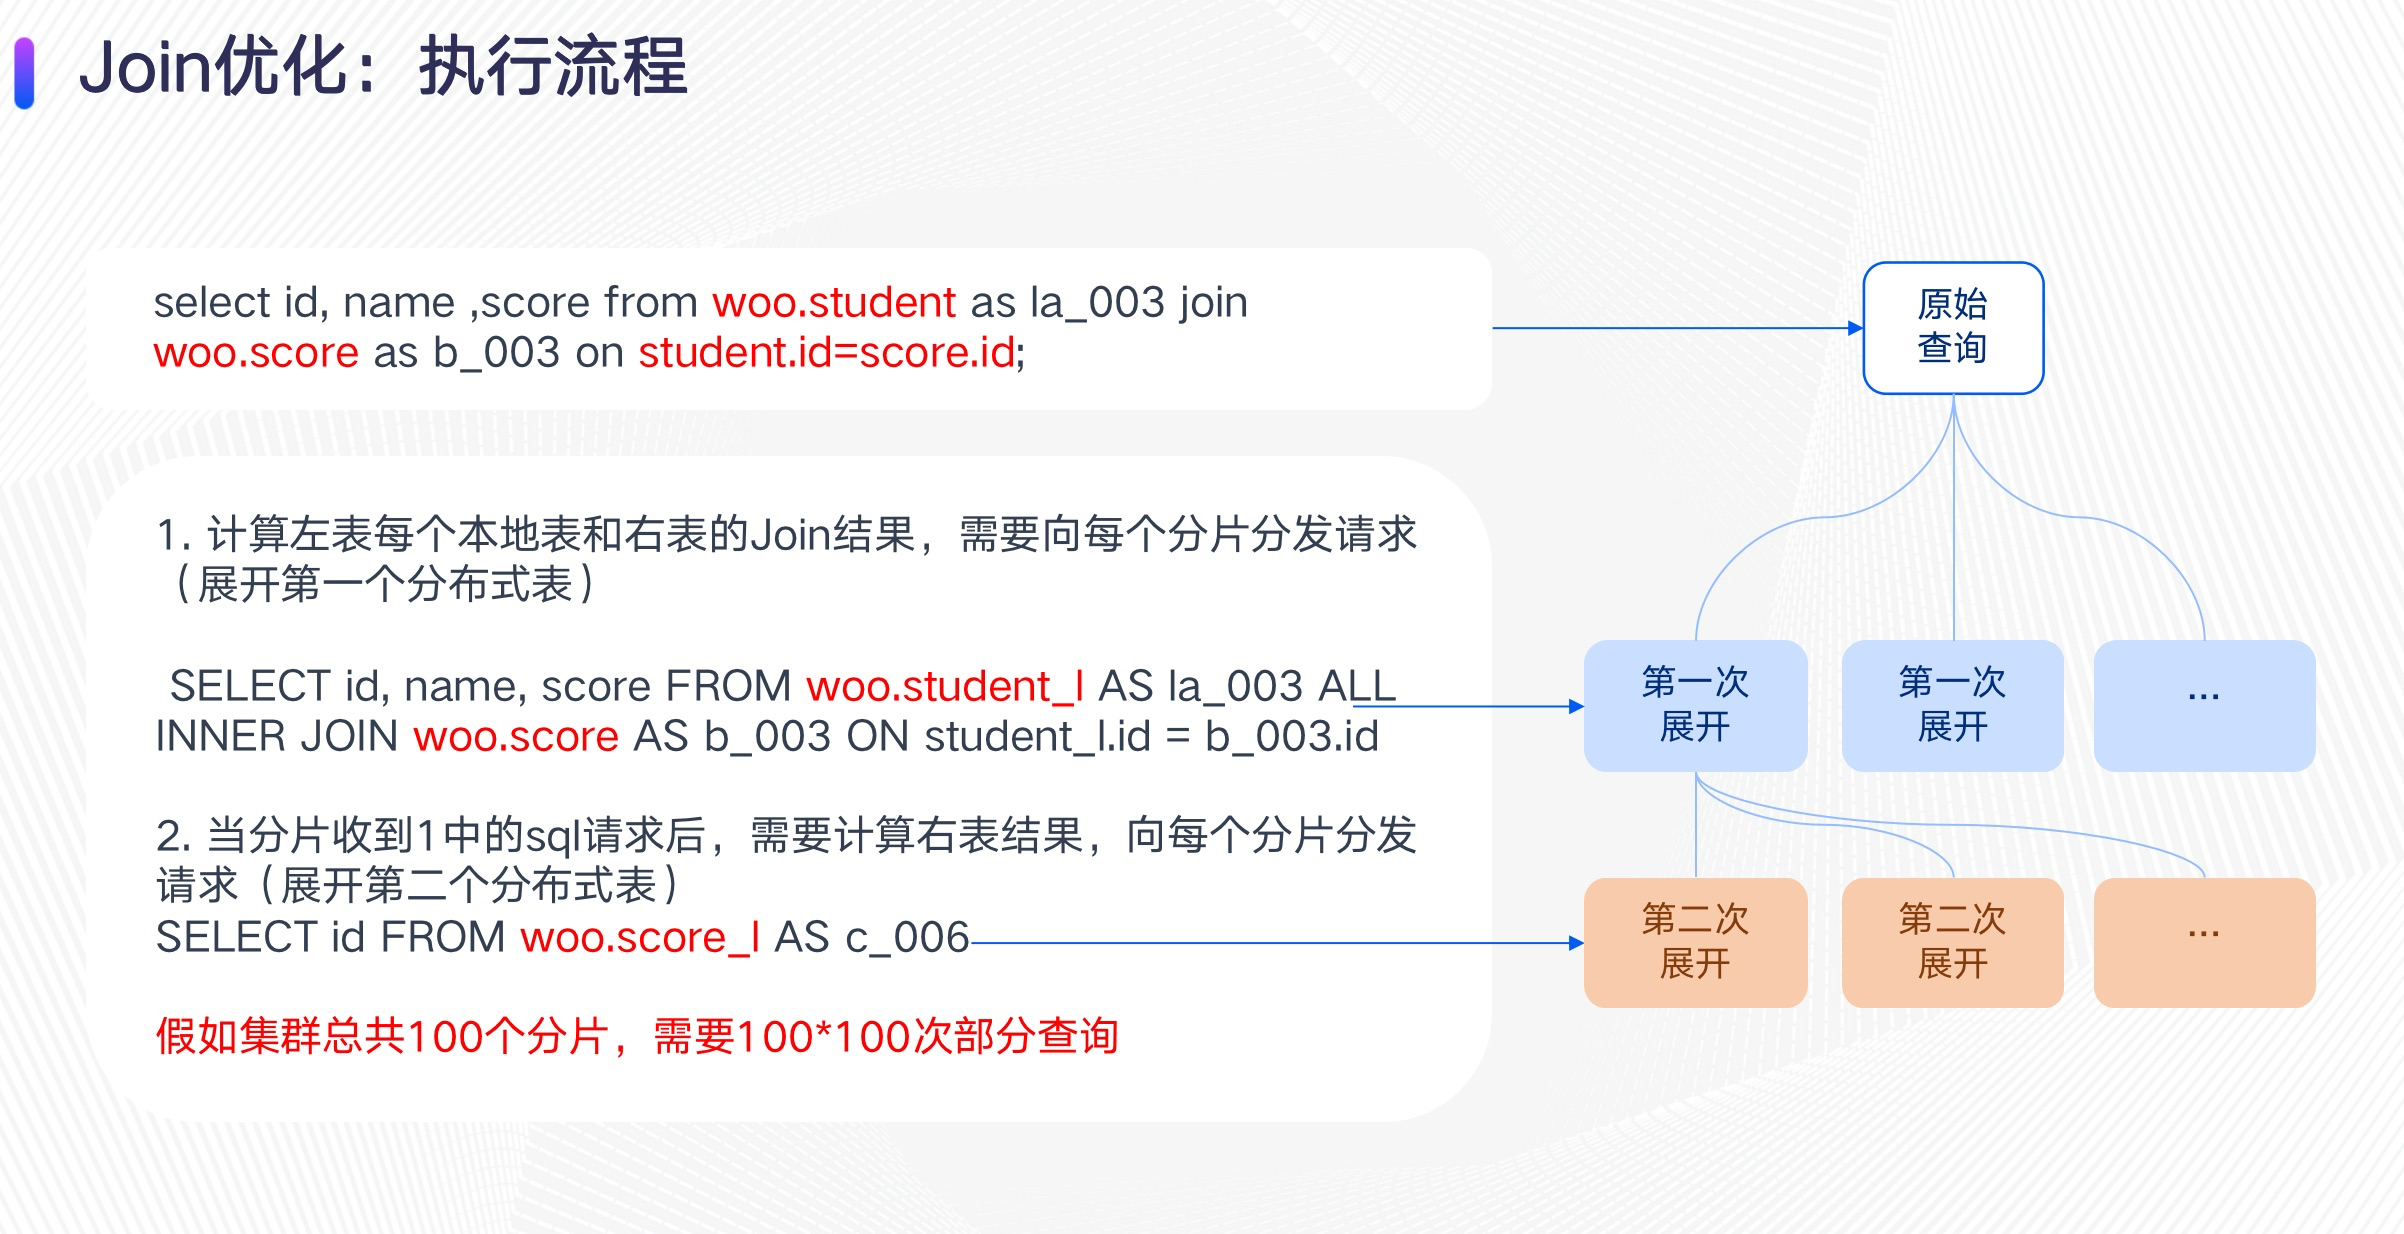 Join优化：执行流程
select id, name ,score from woo.student as la_003 join
woo.score as b_003 on student.id=score.id;
原始
查询
1. 计算左表每个本地表和右表的Join结果，需要向每个分片分发请求
（展开第一个分布式表）
SELECT id, name, score FROM woo.student_l AS la_003 ALL
INNER JOIN woo.score AS b_003 ON student_l.id = b_003.id
第一次
展开
第一次
展开
...
2. 当分片收到1中的sql请求后，需要计算右表结果，向每个分片分发
请求（展开第二个分布式表）
SELECT id FROM woo.score_l AS c_006
第二次
展开
第二次
展开
...
假如集群总共100个分片，需要100*100次部分查询